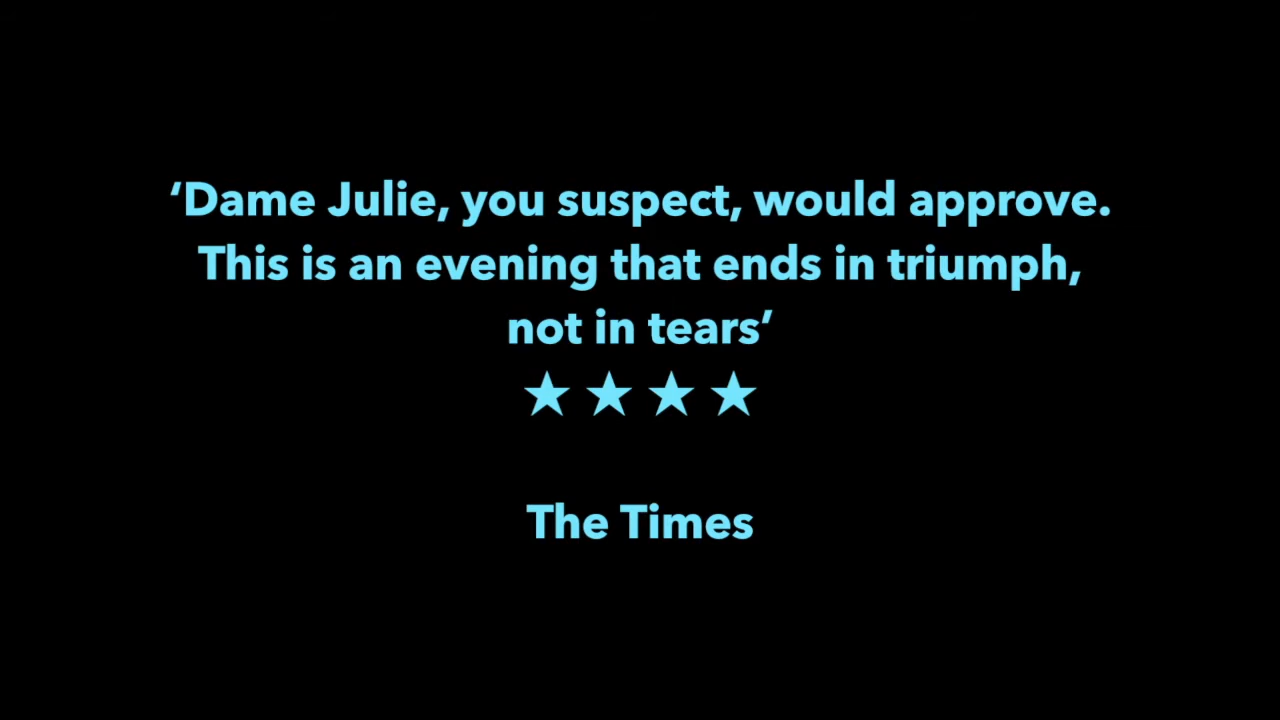 ‘Dame Julie, you suspect, would approve.
This is an evening that ends in triumph,
not in tears’
★ ★ ★ ★
The Times